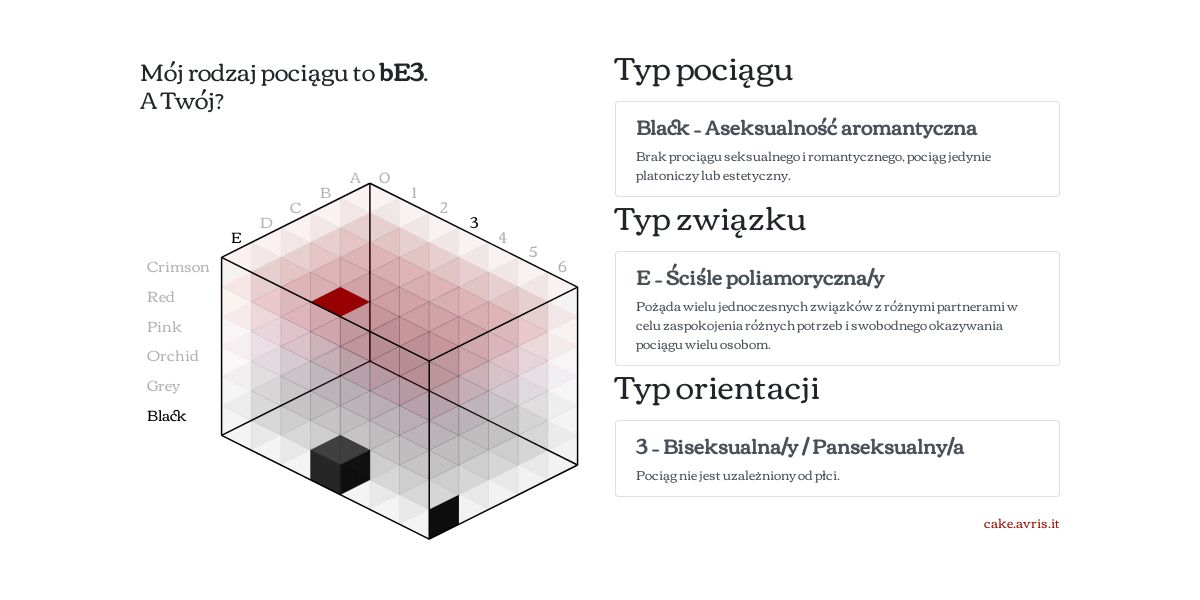 Mój rodzaj pociągu to bE3.
A Twój?
A O
B 1
C 2
D 3
E 4
5
6
Crimson
Red
Pink
Orchid
Grey
Black
Typ pociągu
Black - Aseksualność aromantyczna
Brak prociągu seksualnego i romantycznego, pociąg jedynie
platoniczy lub estetyczny.
Typ związku
E - Ściśle poliamoryczna/y
Pożąda wielu jednoczesnych związków z różnymi partnerami w
celu zaspokojenia różnych potrzeb i swobodnego okazywania
pociągu wielu osobom.
Typ orientacji
3 - Biseksualna/y / Panseksualny/a
Pociąg nie jest uzależniony od płci.
cake.avris.it